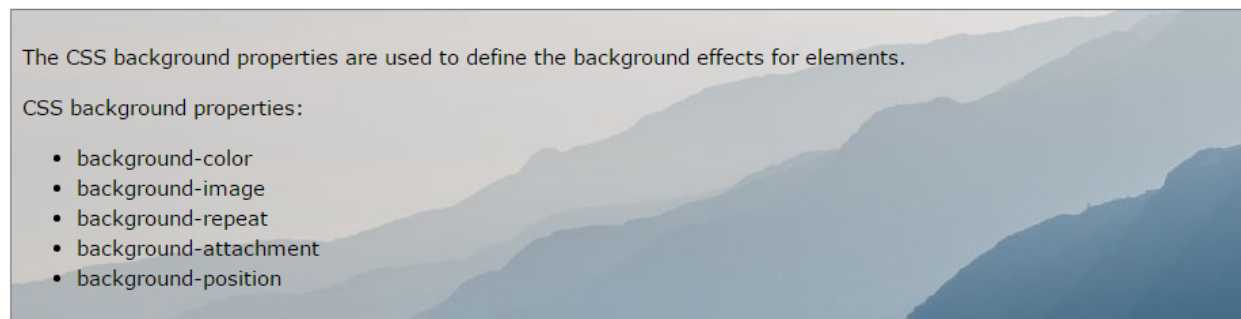 The CSS background properties are used to define the background effects for elements.
CSS background properties:
• background-color
• background-image
• background-repeat
• background-attachment
• background-position